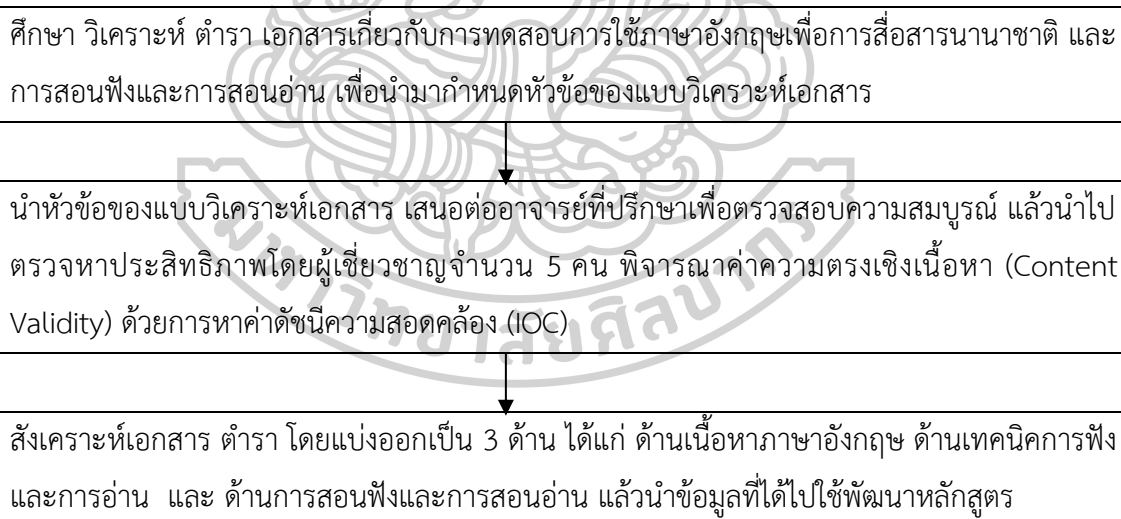 ศึกษา วิเคราะห์ ตำรา เอกสารเกี่ยวกับการทดสอบการใช้ภาษาอังกฤษเพื่อการสื่อสารนานาชาติ และ
การสอนฟังและการสอนอ่าน เพื่อนำมากำหนดหัวข้อของแบบวิเคราะห์เอกสาร
นำหัวข้อของแบบวิเคราะห์เอกสาร เสนอต่ออาจารย์ที่ปรึกษาเพื่อตรวจสอบความสมบูรณ์ แล้วนำไป
ตรวจหาประสิทธิภาพโดยผู้เชี่ยวชาญจำนวน 5 คน พิจารณาค่าความตรงเชิงเนื้อหา (Content
Validity) ด้วยการหาค่าดัชนีความสอดคล้อง (IOC)
มหาวิทยาลัยศิลปากร
สังเคราะห์เอกสาร ตำรา โดยแบ่งออกเป็น 3 ด้าน ได้แก่ ด้านเนื้อหาภาษาอังกฤษ ด้านเทคนิคการฟัง
และการอ่าน และ ด้านการสอนฟังและการสอนอ่าน แล้วนำข้อมูลที่ได้ไปใช้พัฒนาหลักสูตร